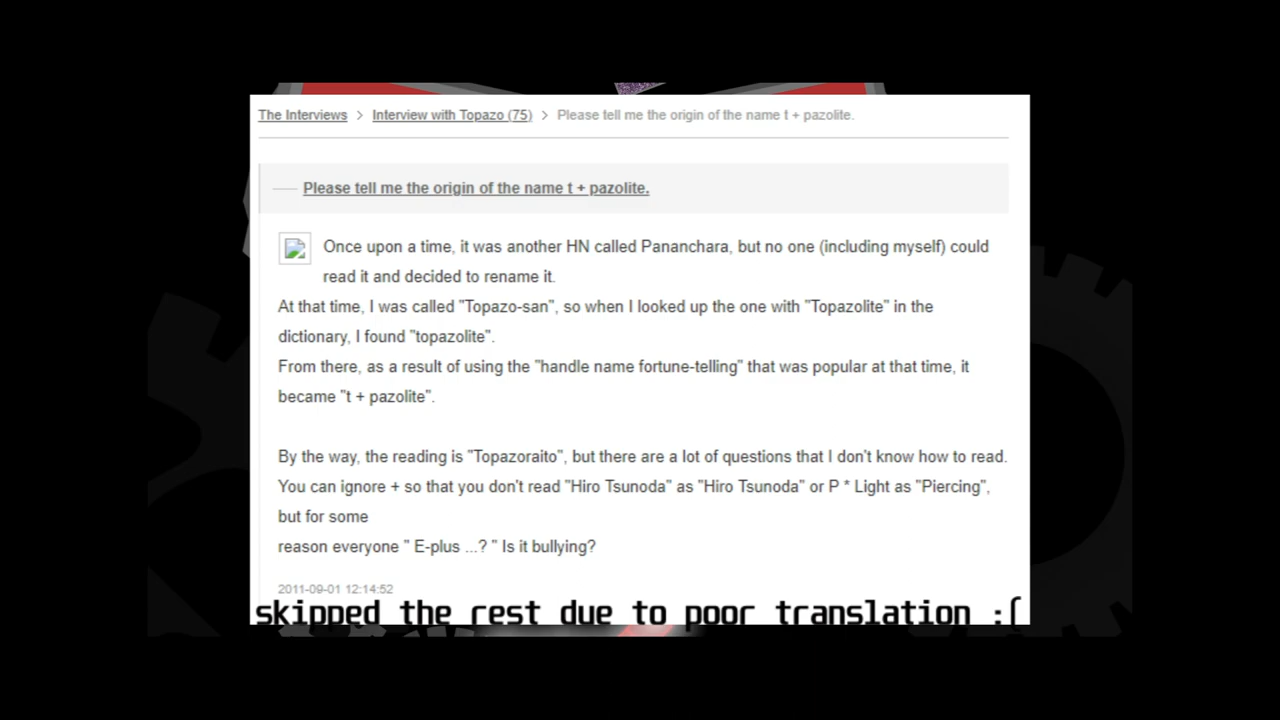 The Interviews > Interview with Topazo (75) > Please tell me the origin of the name t + pazolite.
Please tell me the origin of the name t + pazolite.
Once upon a time, it was another HN called Pananchara, but no one (including myself) could
read it and decided to rename it.
At that time, I was called "Topazo-san", so when I looked up the one with "Topazolite" in the
dictionary, I found "topazolite".
From there, as a result of using the "handle name fortune-telling" that was popular at that time, it
became "t + pazolite".
By the way, the reading is "Topazoraito", but there are a lot of questions that I don't know how to read.
You can ignore + so that you don't read "Hiro Tsunoda" as "Hiro Tsunoda" or P * Light as "Piercing",
but for some
reason everyone " E-plus ...? " Is it bullying?
2011-09-01 12:14:52
skipped the rest due to poor translation :(